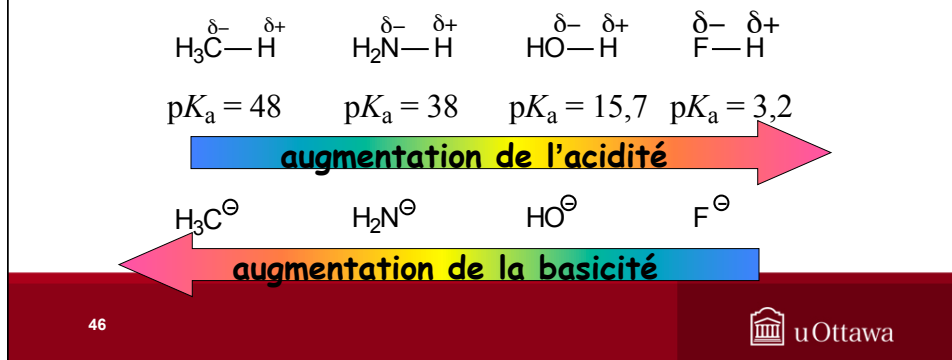 δ− δ+ δ− δ+ δ− δ+ δ− δ+
H₃C—H H₂N—H HO—H F—H
pKₐ = 48 pKₐ = 38 pKₐ = 15,7 pKₐ = 3,2
augmentation de l'acidité
H₃C⊖ H₂N⊖ HO⊖ F⊖
augmentation de la basicité
46 uOttawa